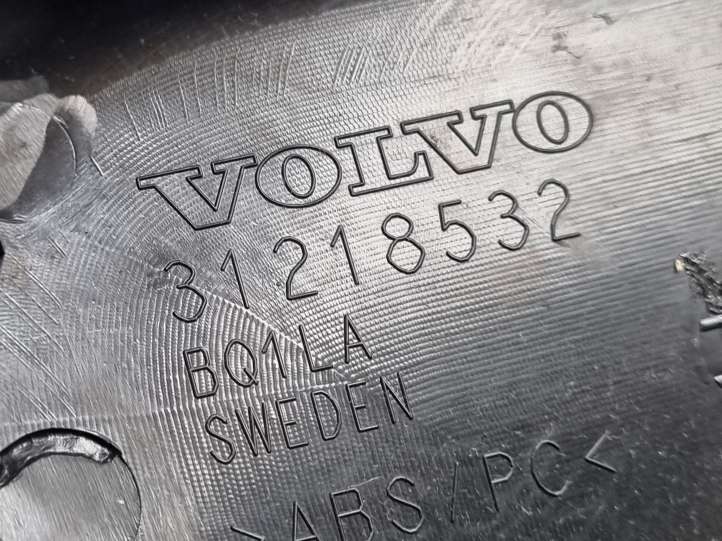 VOLVO
31218532
BQ1LA
SWEDEN
>ABS/PC<